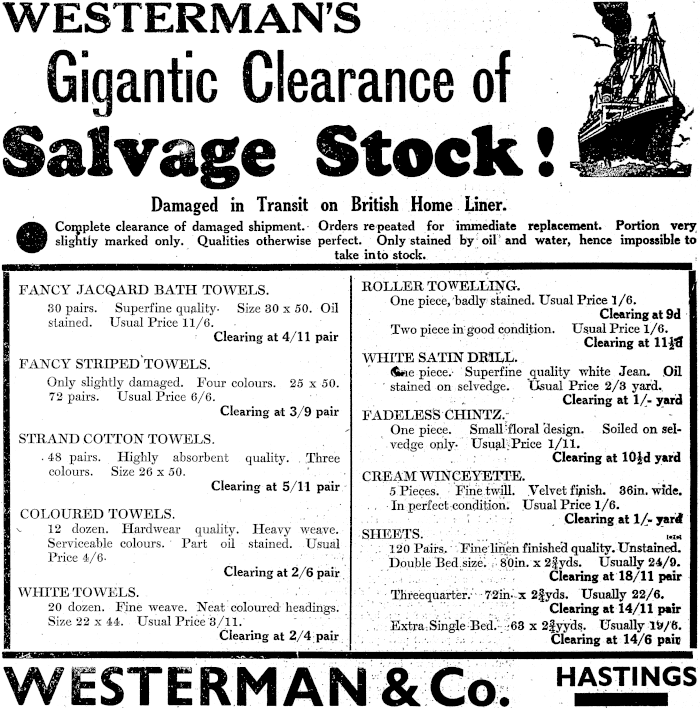 WESTERMAN'S
Gigantic Clearance of
Salvage Stock!
Damaged in Transit on British Home Liner.
Complete clearance of damaged shipment. Orders repeated for immediate replacement. Portion very
slightly marked only. Qualities otherwise perfect. Only stained by oil and water, hence impossible to
take into stock.
FANCY JACQARD BATH TOWELS.
30 pairs. Superfine quality. Size 30 x 50. Oil
stained. Usual Price 11/6.
Clearing at 4/11 pair
FANCY STRIPED TOWELS.
Only slightly damaged. Four colours. 25 x 50.
72 pairs. Usual Price 6/6.
Clearing at 3/9 pair
STRAND COTTON TOWELS.
48 pairs. Highly absorbent quality. Three
colours. Size 26 x 50.
Clearing at 5/11 pair
COLOURED TOWELS.
12 dozen. Hardwear quality. Heavy weave.
Serviceable colours. Part oil stained. Usual
Price 4/6.
Clearing at 2/6 pair
WHITE TOWELS.
20 dozen. Fine weave. Neat coloured headings.
Size 22 x 44. Usual Price 3/11.
Clearing at 2/4 pair
ROLLER TOWELLING.
One piece, badly stained. Usual Price 1/6.
Clearing at 9d
Two piece in good condition. Usual Price 1/6.
Clearing at 11½d
WHITE SATIN DRILL.
One piece. Superfine quality white Jean. Oil
stained on selvedge. Usual Price 2/3 yard.
Clearing at 1/- yard
FADELESS CHINTZ.
One piece. Small floral design. Soiled on sel-
vedge only. Usual Price 1/11.
Clearing at 10½d yard
CREAM WINCEYETTE.
5 Pieces. Fine twill. Velvet finish. 36in. wide.
In perfect condition. Usual Price 1/6.
Clearing at 1/- yard
SHEETS.
120 Pairs. Fine linen finished quality. Unstained.
Double Bed size. 80in. x 2¾yds. Usually 24/9.
Clearing at 18/11 pair
Threequarter. 72in. x 2¾yds. Usually 22/6.
Clearing at 14/11 pair
Extra Single Bed. 63 x 2¾yyds. Usually 19/6.
Clearing at 14/6 pair
WESTERMAN & Co. HASTINGS